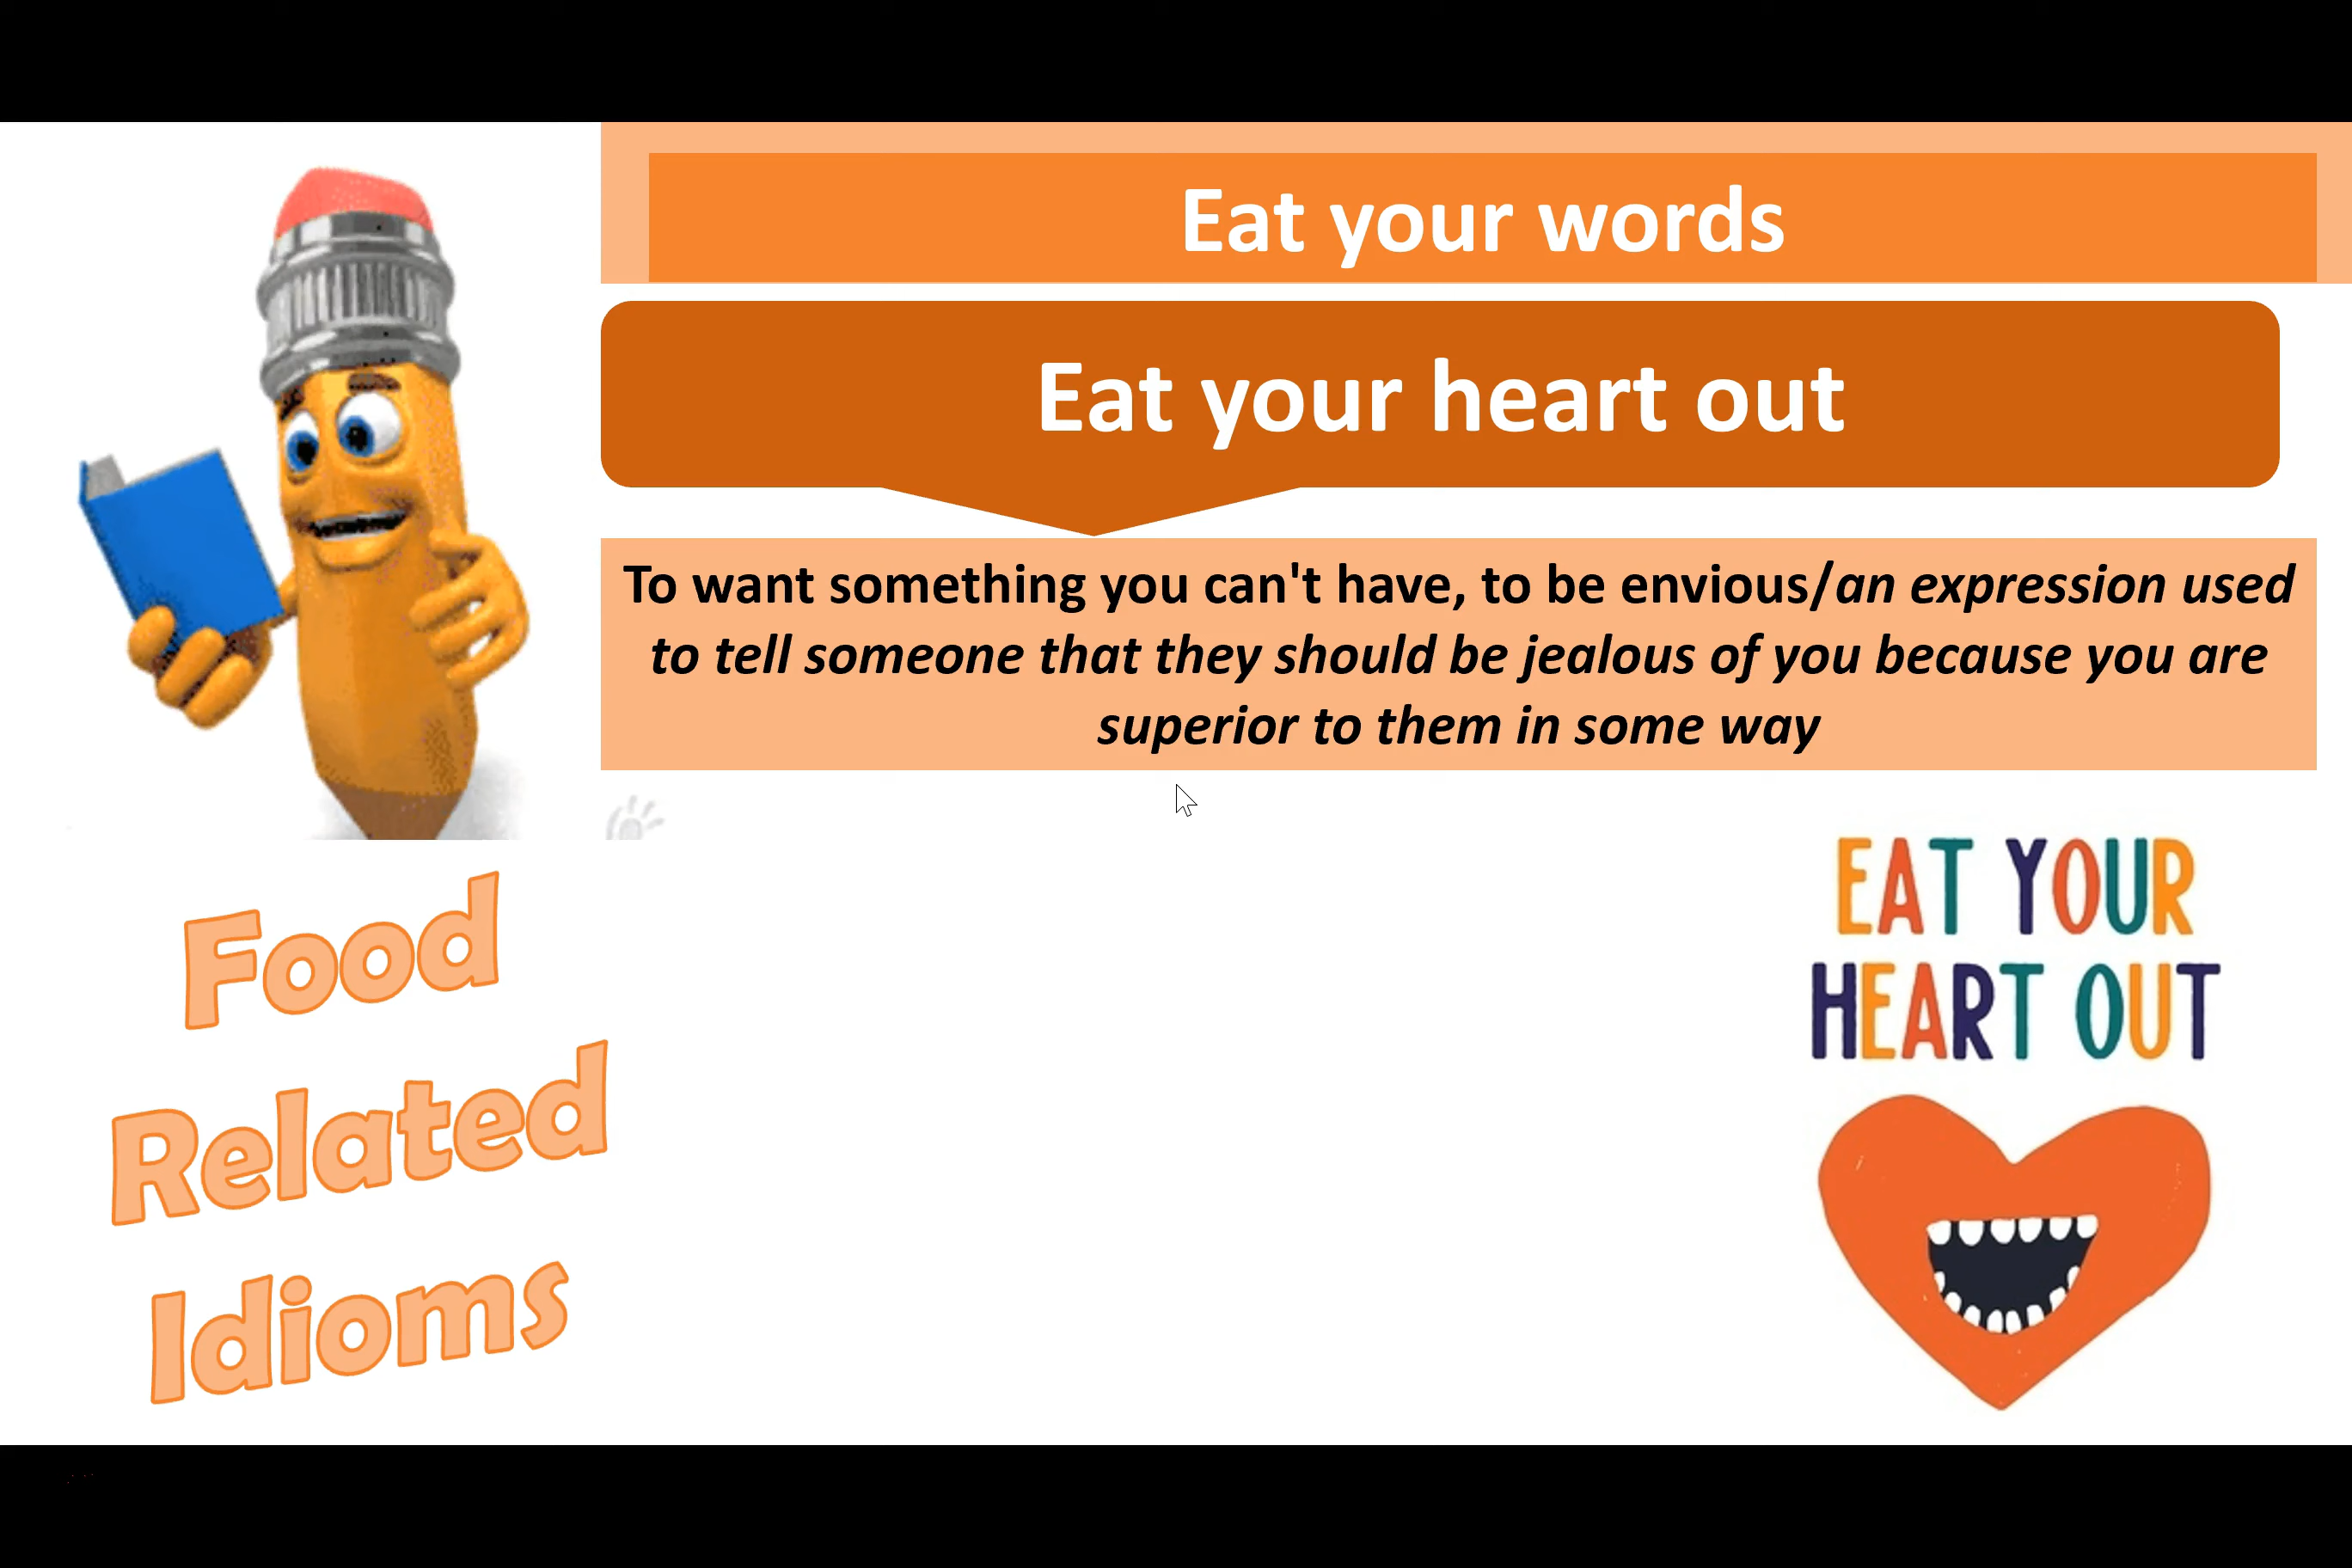 Eat your words
Eat your heart out
To want something you can't have, to be envious/an expression used
to tell someone that they should be jealous of you because you are
superior to them in some way
Food
Related
Idioms
EAT YOUR
HEART OUT